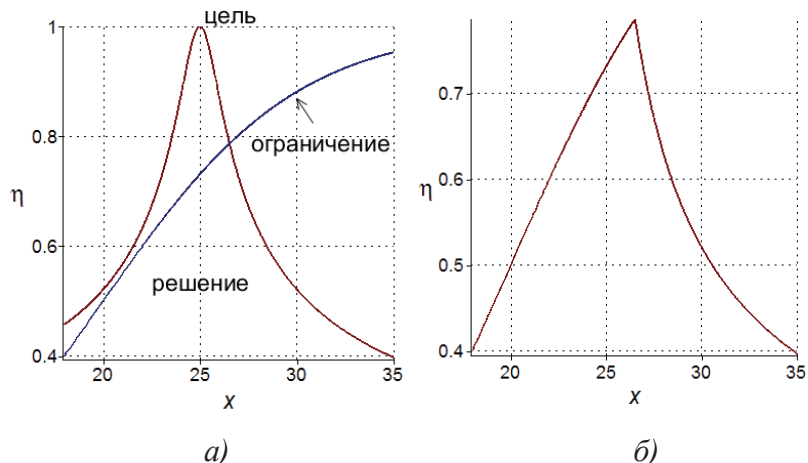 цель
1
0.8
ограничение
η
0.6
решение
0.4
20 25 30 35
x
а)
0.7
0.6
η
0.5
0.4
20 25 30 35
x
б)